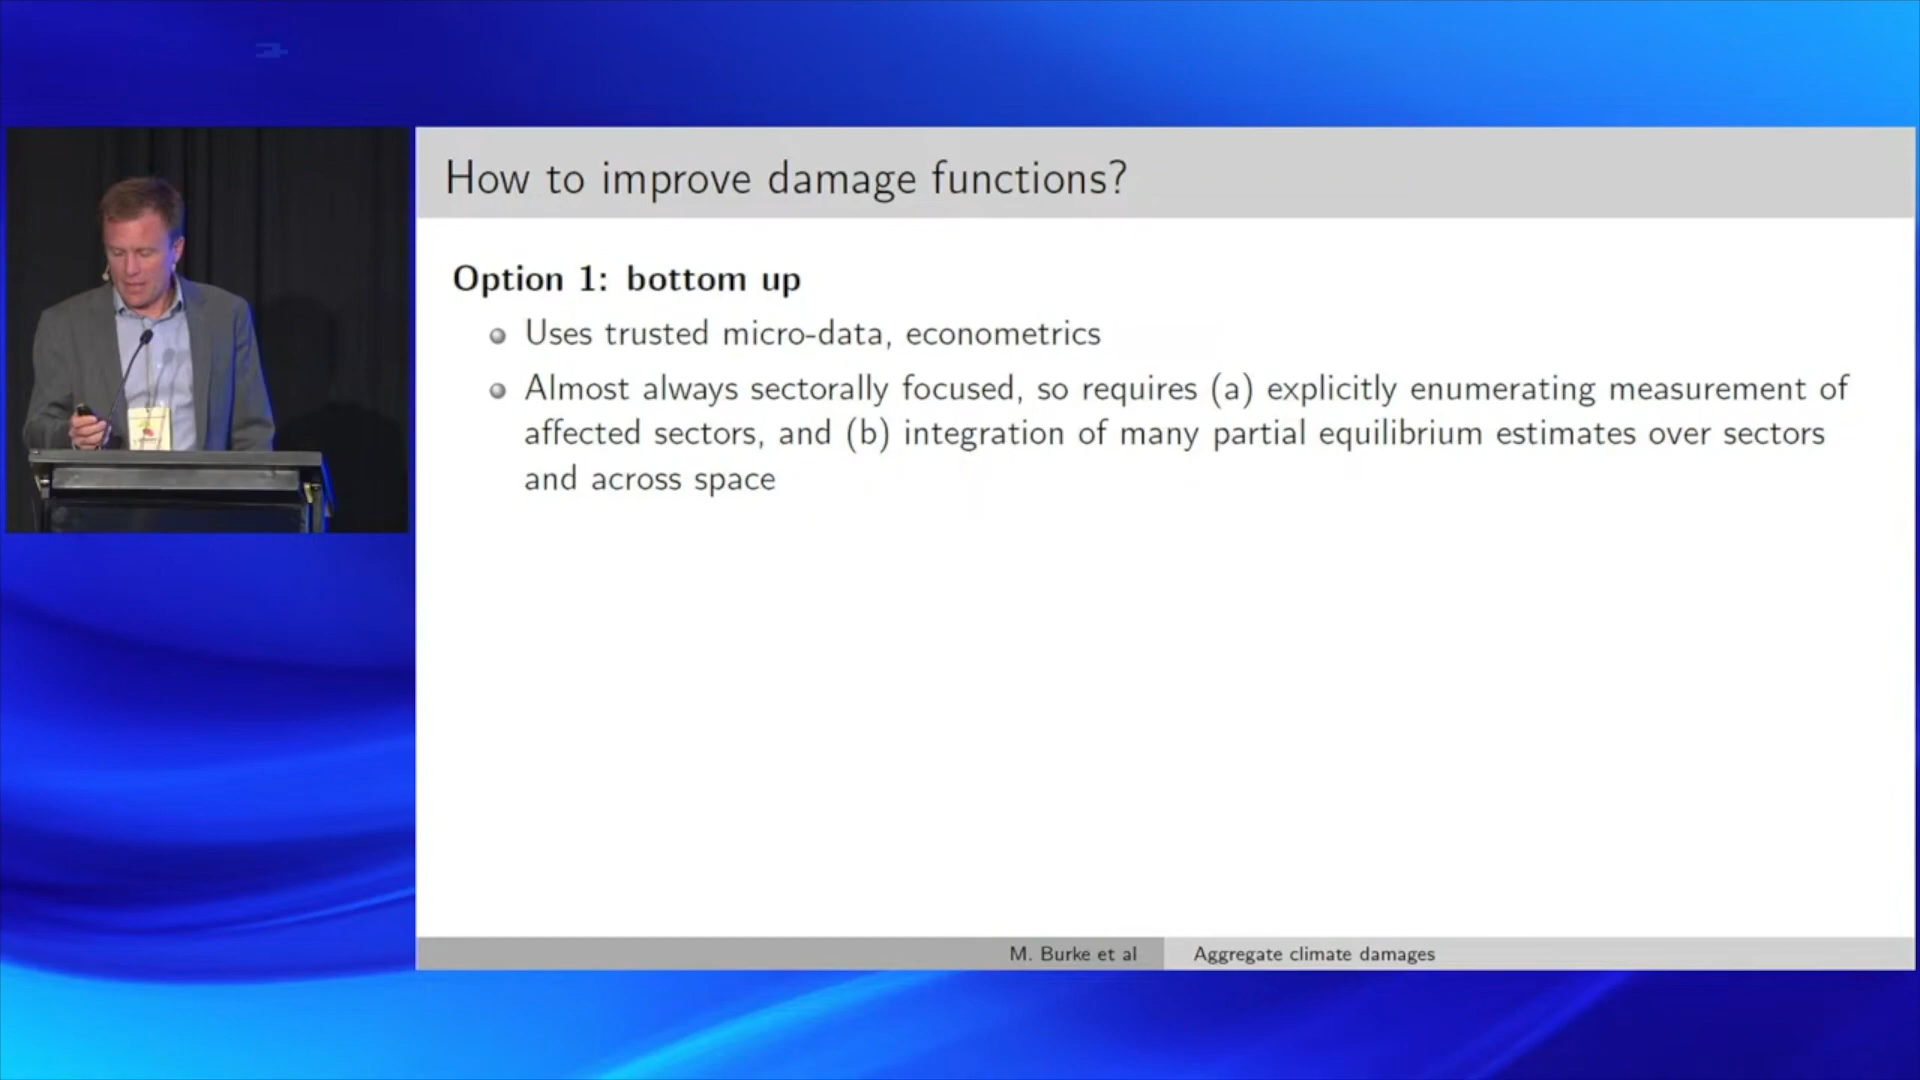 How to improve damage functions?
Option 1: bottom up
Uses trusted micro-data, econometrics
Almost always sectorally focused, so requires (a) explicitly enumerating measurement of
affected sectors, and (b) integration of many partial equilibrium estimates over sectors
and across space
M. Burke et al
Aggregate climate damages